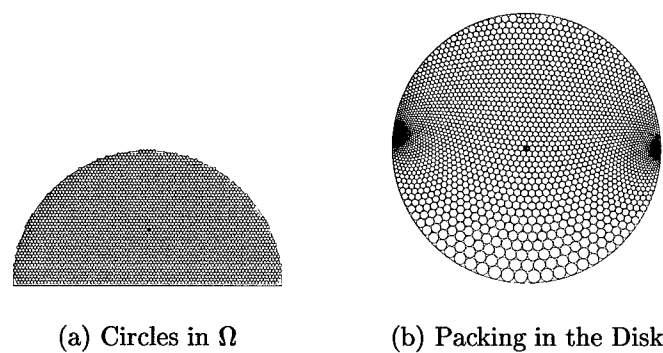 (a) Circles in Ω
(b) Packing in the Disk